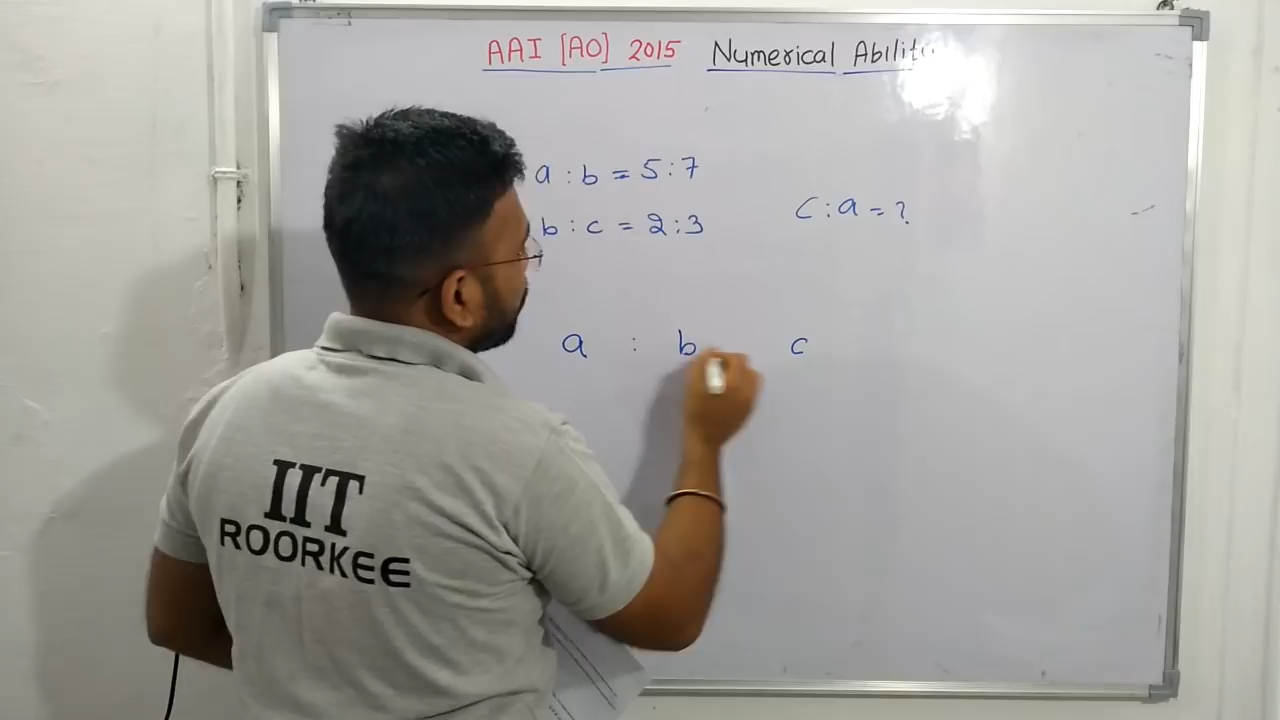 AAI [AO] 2015 Numerical Ability
a : b = 5 : 7
b : c = 2 : 3
C : a = ?
a : b c
IIT
ROORKEE